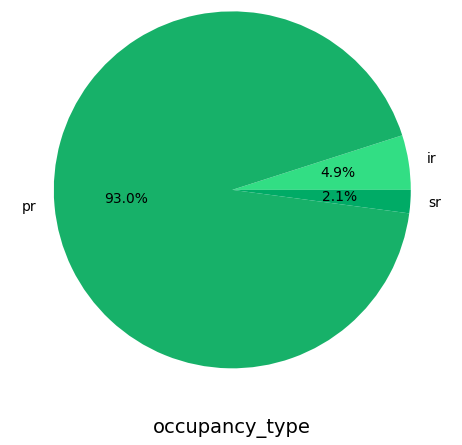 ir
4.9%
2.1%
sr
93.0%
pr
occupancy_type